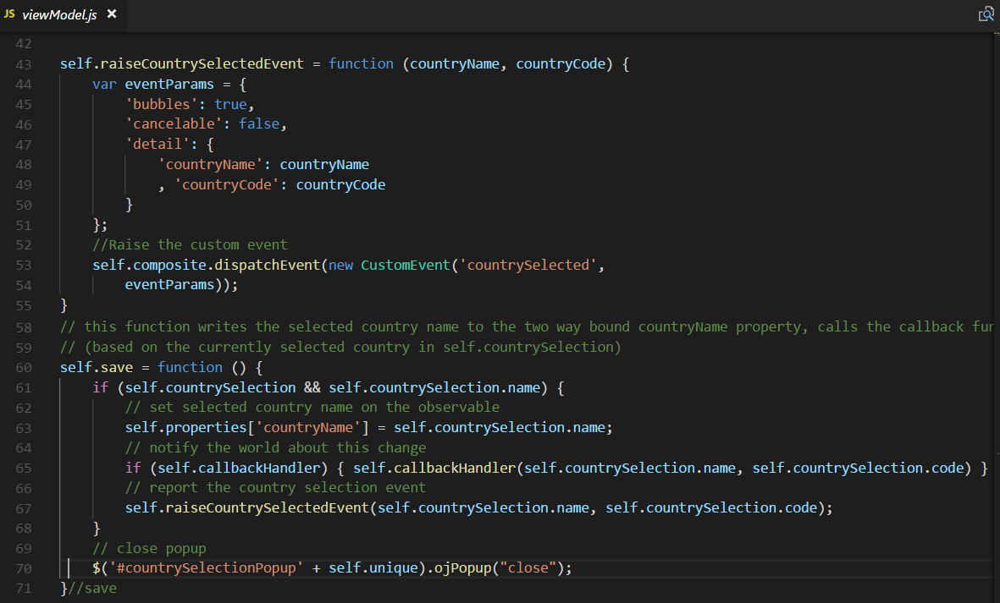 JS viewModel.js ×
42
43 self.raiseCountrySelectedEvent = function (countryName, countryCode) {
44 var eventParams = {
45 'bubbles': true,
46 'cancelable': false,
47 'detail': {
48 'countryName': countryName
49 , 'countryCode': countryCode
50 }
51 };
52 //Raise the custom event
53 self.composite.dispatchEvent(new CustomEvent('countrySelected',
54 eventParams));
55 }
58 // this function writes the selected country name to the two way bound countryName property, calls the callback fun
59 // (based on the currently selected country in self.countrySelection)
60 self.save = function () {
61 if (self.countrySelection && self.countrySelection.name) {
62 // set selected country name on the observable
63 self.properties['countryName'] = self.countrySelection.name;
64 // notify the world about this change
65 if (self.callbackHandler) { self.callbackHandler(self.countrySelection.name, self.countrySelection.code) }
66 // report the country selection event
67 self.raiseCountrySelectedEvent(self.countrySelection.name, self.countrySelection.code);
68 }
69 // close popup
70 $('#countrySelectionPopup' + self.unique).ojPopup("close");
71 }//save